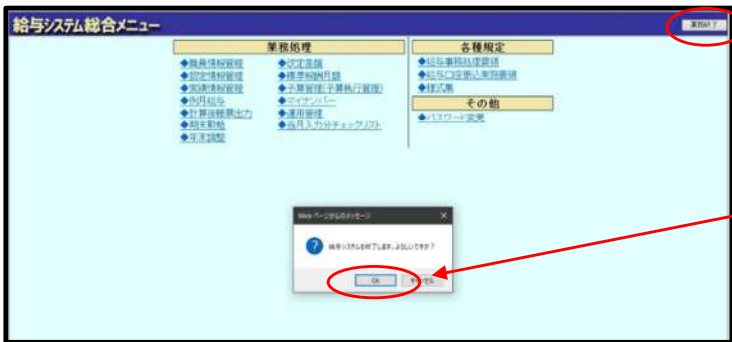 給与システム総合メニュー
業務終了
業務処理
◆職員情報管理
◆認定情報管理
◆実績情報管理
◆例月給与
◆計算後帳票出力
◆期末勤勉
◆年末調整
◆改定差額
◆標準報酬月額
◆予算管理(予算執行管理)
◆マイナンバー
◆運用管理
◆当月入力分チェックリスト
各種規定
◆給与事務処理要領
◆給与口座振込実施要領
◆様式集
その他
◆パスワード変更
Web ページからのメッセージ
給与システムを終了します。よろしいですか?
OK
キャンセル